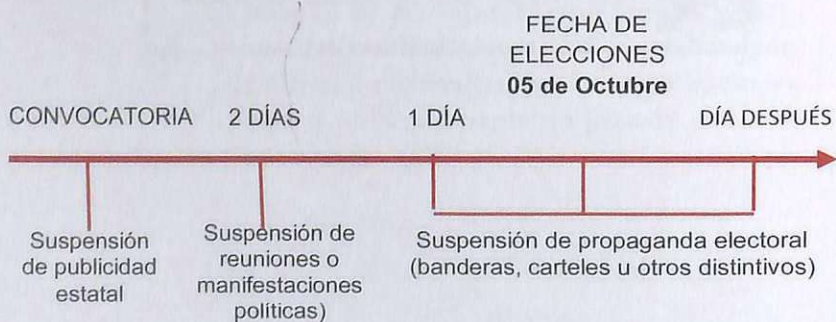 FECHA DE
ELECCIONES
05 de Octubre
CONVOCATORIA 2 DÍAS 1 DÍA DÍA DESPUÉS
Suspensión
de publicidad
estatal
Suspensión de
reuniones o
manifestaciones
políticas)
Suspensión de propaganda electoral
(banderas, carteles u otros distintivos)